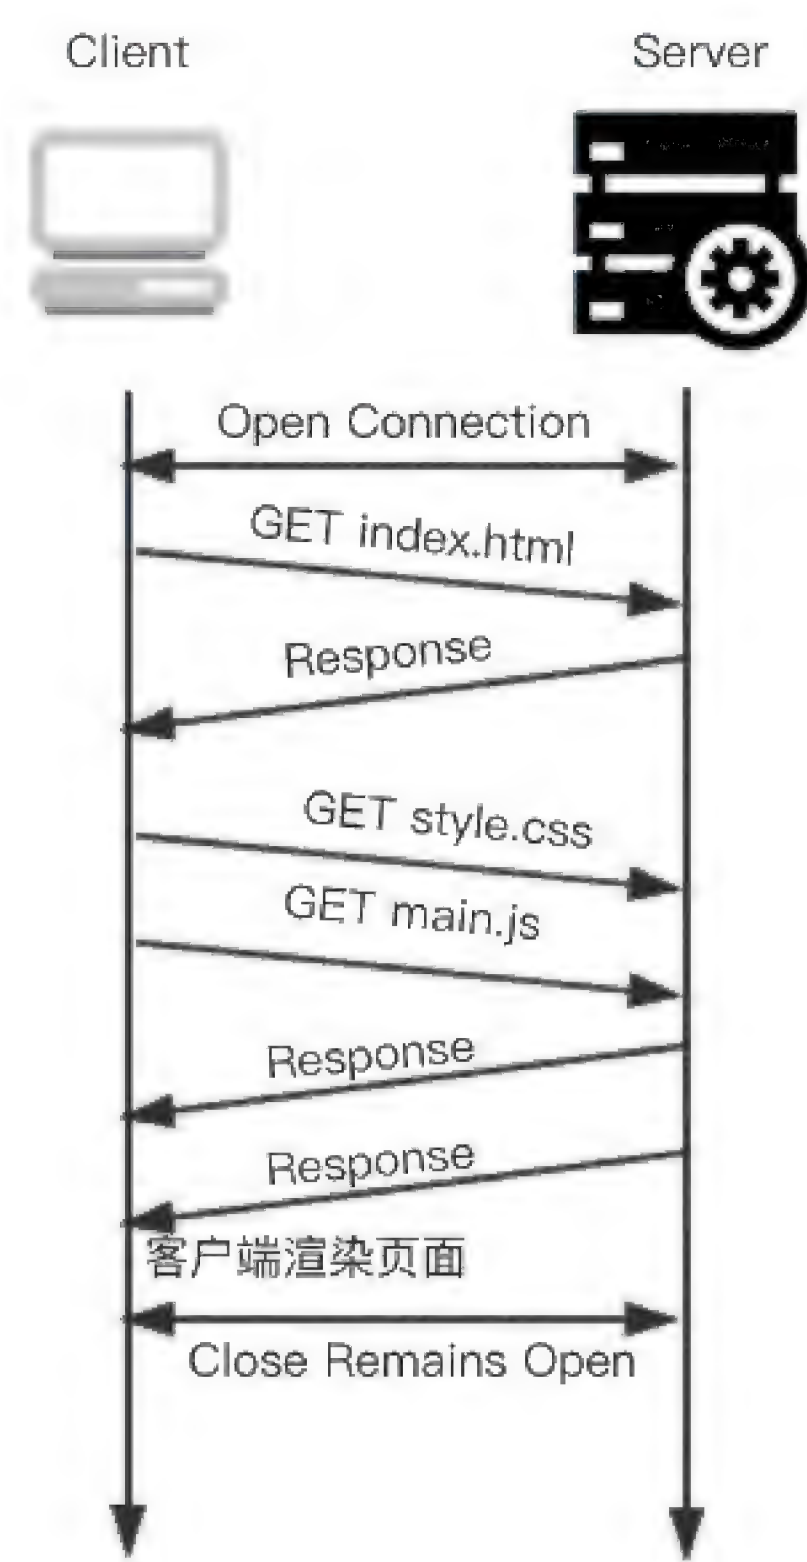 Client
Server
Open Connection
GET index.html
Response
GET style.css
GET main.js
Response
Response
客户端渲染页面
Close Remains Open